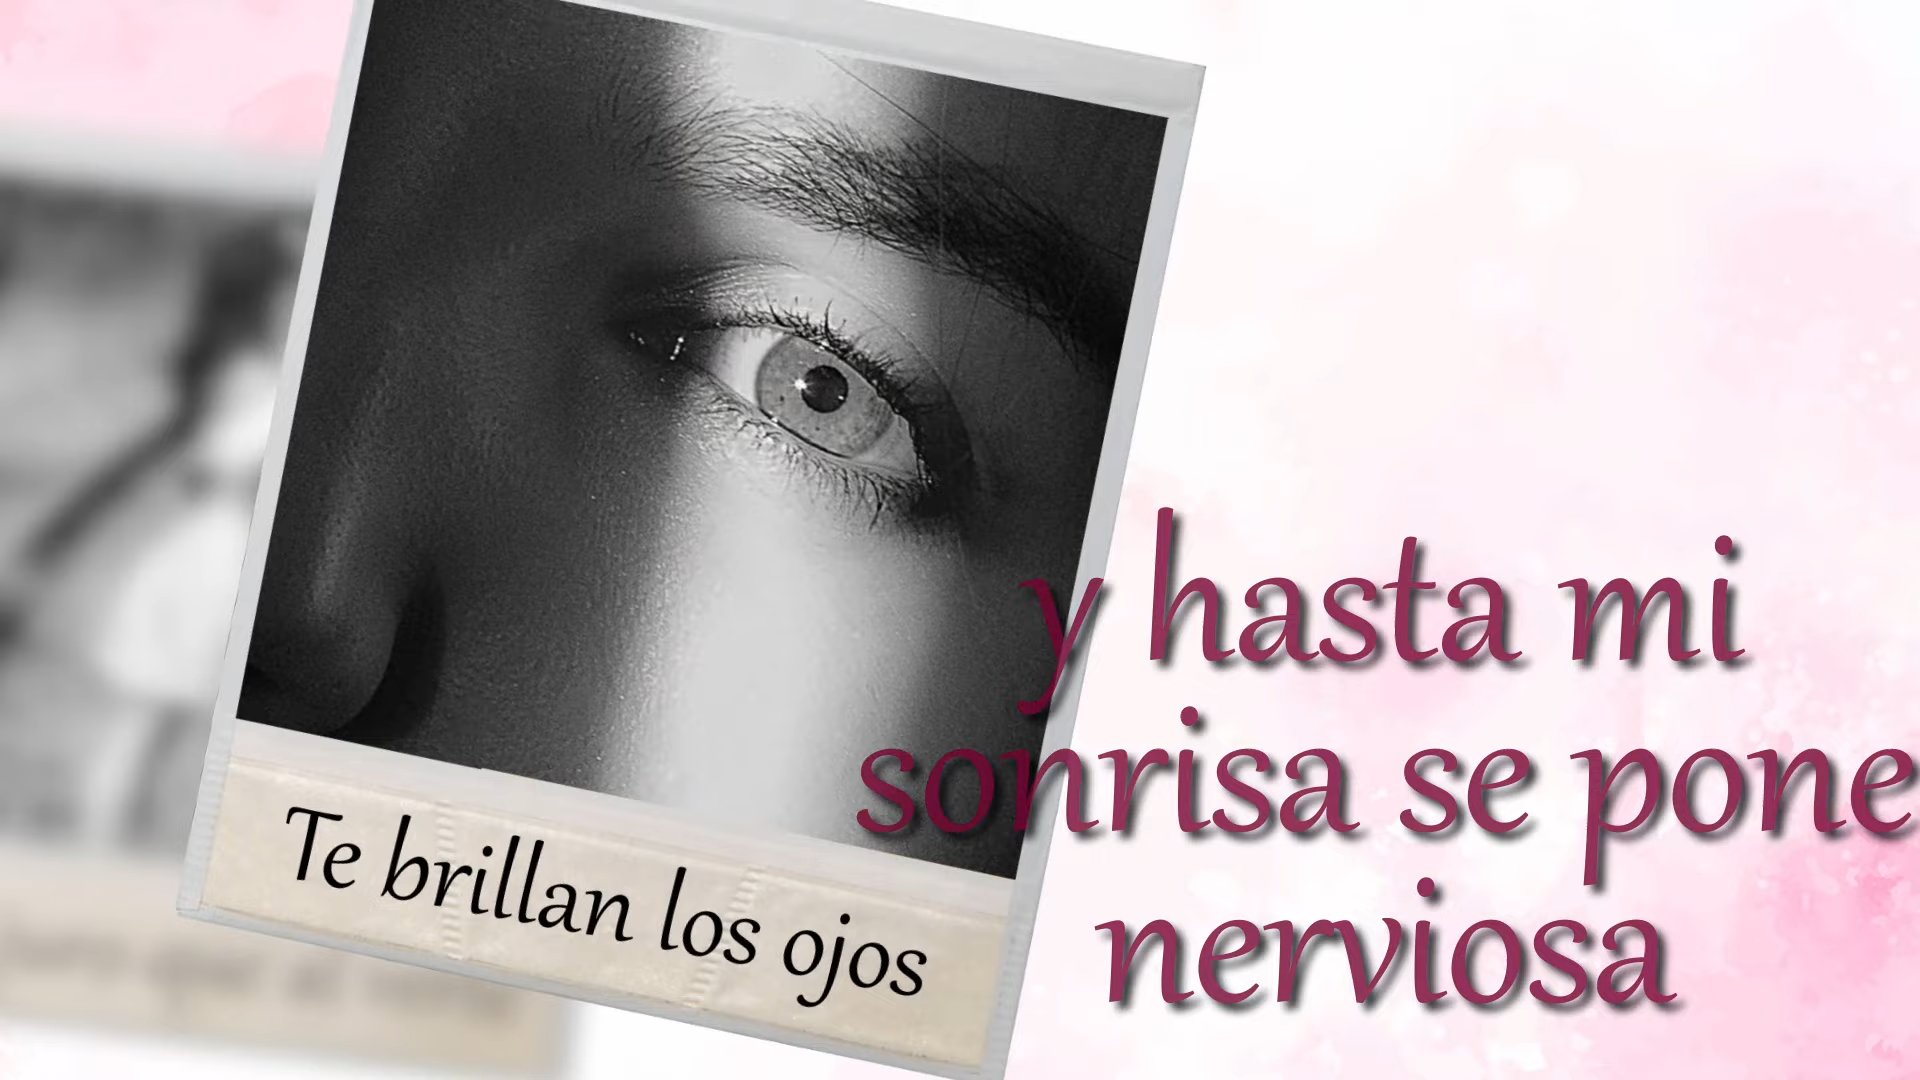 Te brillan los ojos
y hasta mi
sonrisa se pone
nerviosa